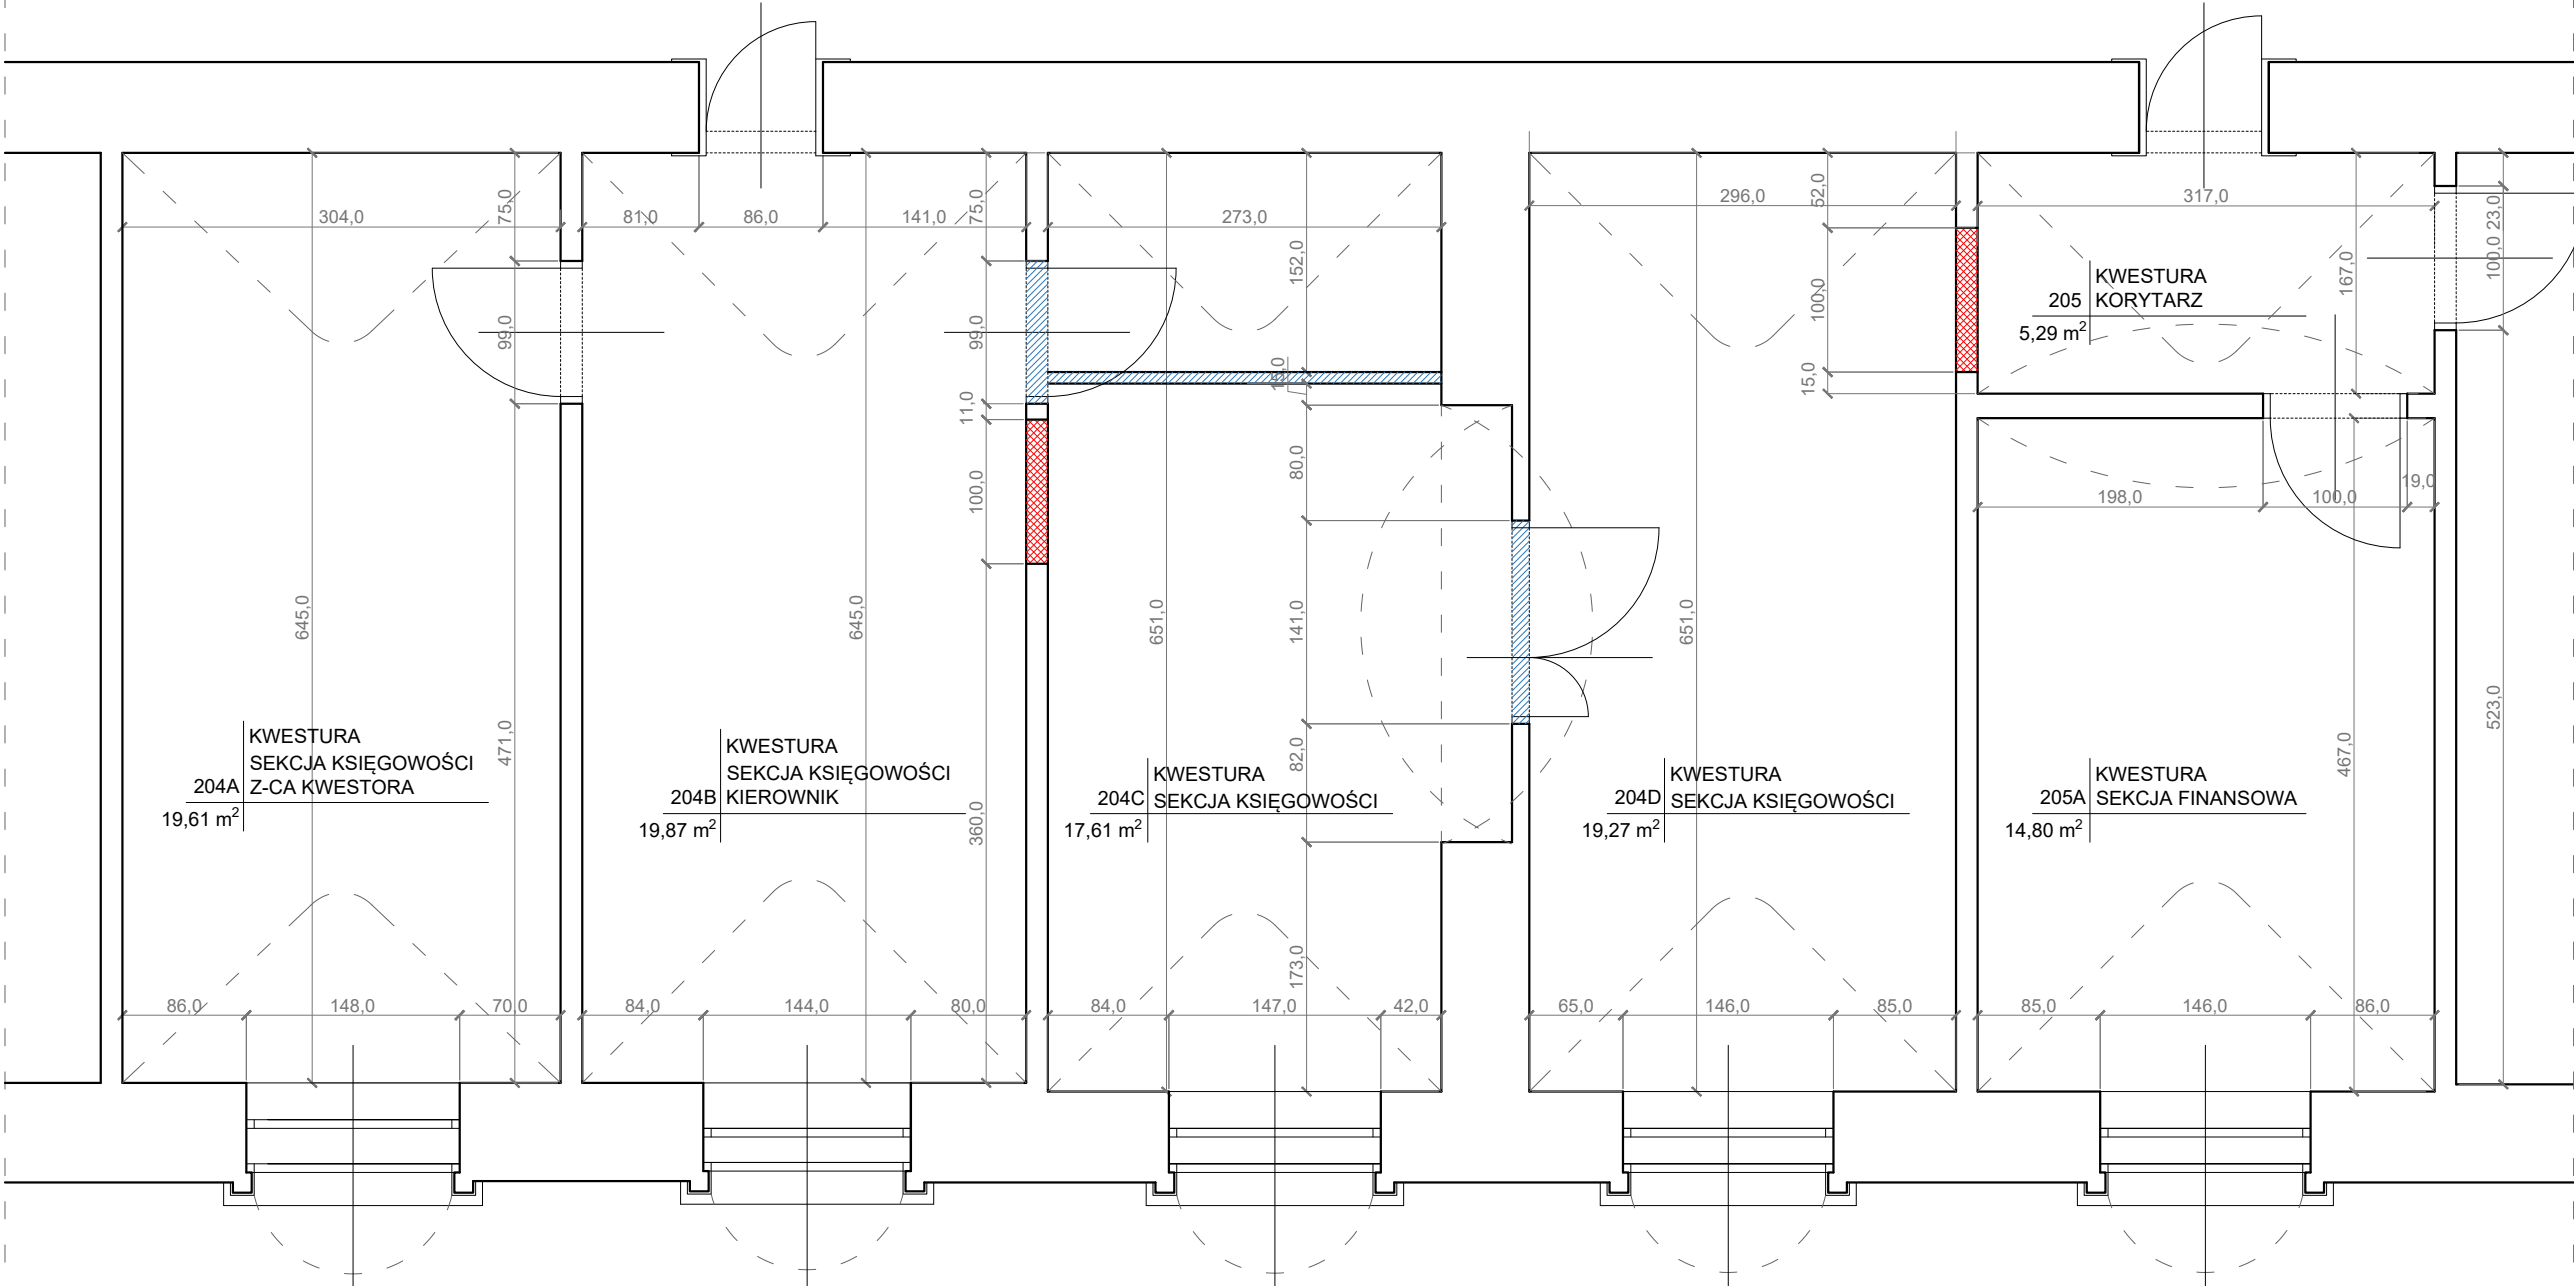 304,0
75,0
99,0
471,0
645,0
86,0
148,0
70,0
KWESTURA
SEKCJA KSIĘGOWOŚCI
204A Z-CA KWESTORA
19,61 m²
81,0
86,0
141,0
75,0
99,0
11,0
100,0
360,0
645,0
KWESTURA
SEKCJA KSIĘGOWOŚCI
204B KIEROWNIK
19,87 m²
84,0
144,0
80,0
273,0
152,0
15,0
80,0
141,0
82,0
173,0
651,0
KWESTURA
204C SEKCJA KSIĘGOWOŚCI
17,61 m²
84,0
147,0
42,0
296,0
52,0
100,0
15,0
651,0
KWESTURA
204D SEKCJA KSIĘGOWOŚCI
19,27 m²
65,0
146,0
85,0
317,0
167,0
KWESTURA
205 KORYTARZ
5,29 m²
23,0
100,0
523,0
198,0
100,0
19,0
467,0
KWESTURA
205A SEKCJA FINANSOWA
14,80 m²
85,0
146,0
86,0